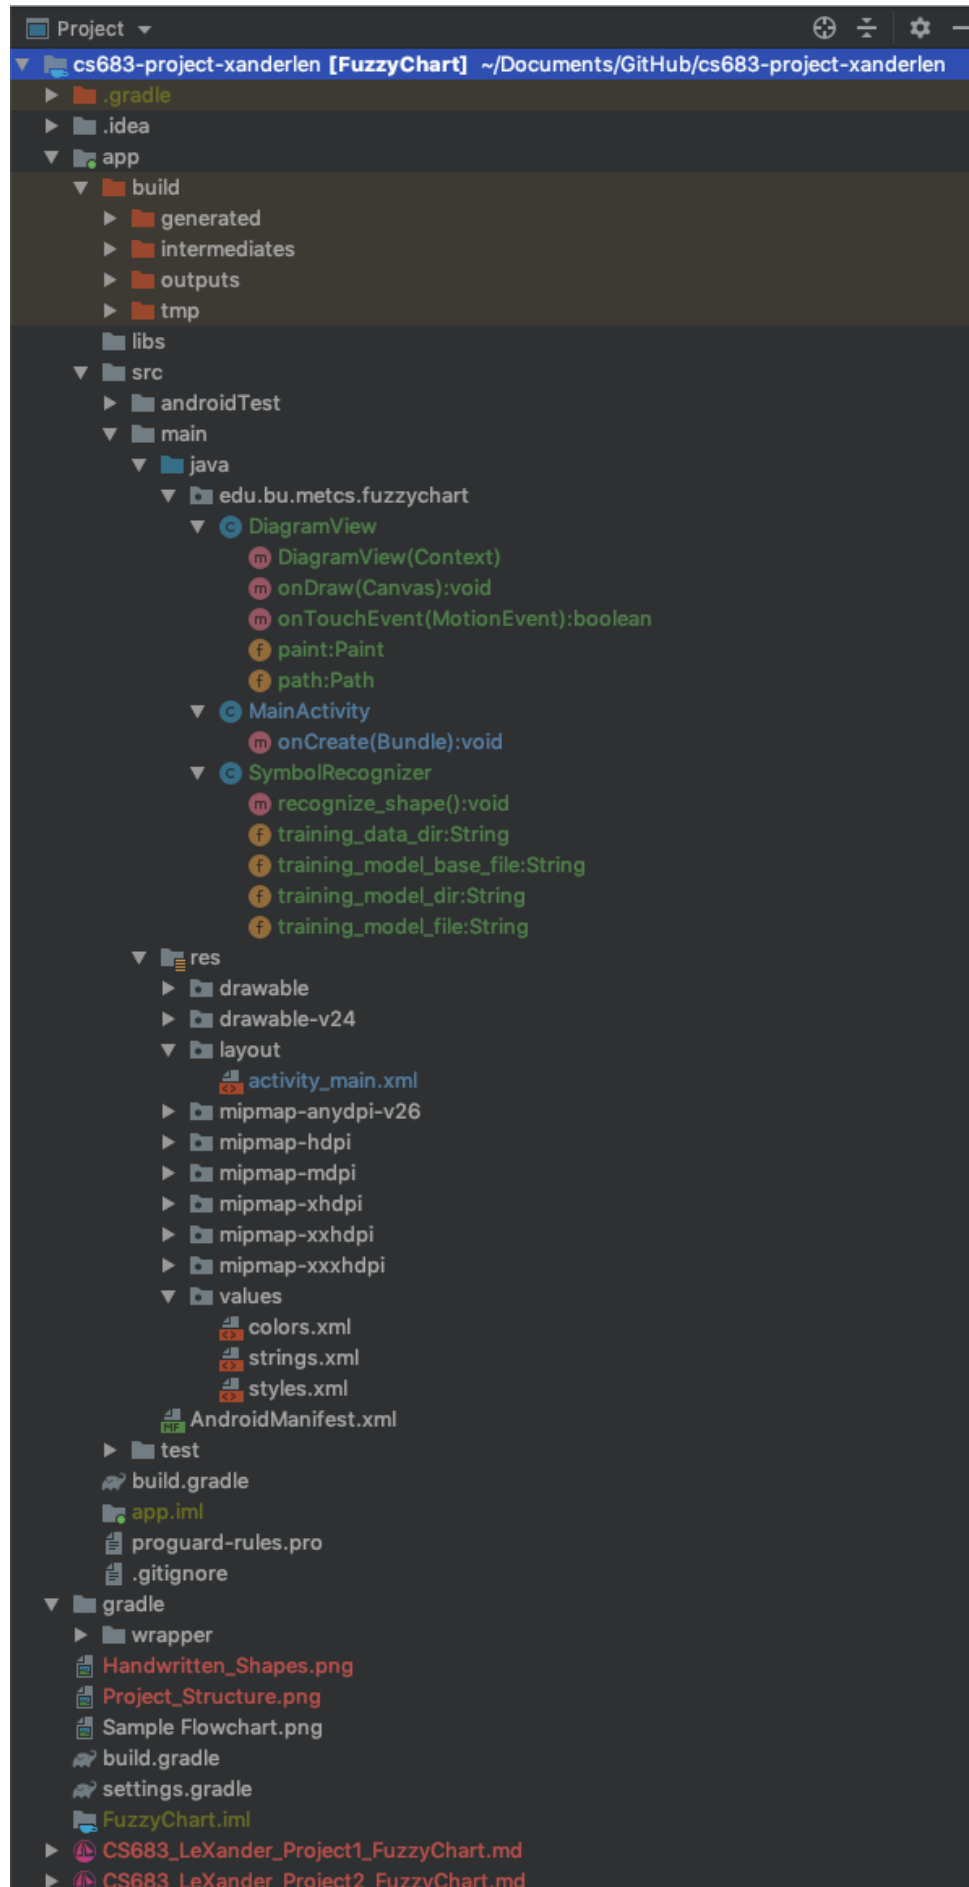 Project
cs683-project-xanderlen [FuzzyChart] ~/Documents/GitHub/cs683-project-xanderlen
.gradle
.idea
app
build
generated
intermediates
outputs
tmp
libs
src
androidTest
main
java
edu.bu.metcs.fuzzychart
C DiagramView
m DiagramView(Context)
m onDraw(Canvas):void
m onTouchEvent(MotionEvent):boolean
f paint:Paint
f path:Path
C MainActivity
m onCreate(Bundle):void
C SymbolRecognizer
m recognize_shape():void
f training_data_dir:String
f training_model_base_file:String
f training_model_dir:String
f training_model_file:String
res
drawable
drawable-v24
layout
activity_main.xml
mipmap-anydpi-v26
mipmap-hdpi
mipmap-mdpi
mipmap-xhdpi
mipmap-xxhdpi
mipmap-xxxhdpi
values
colors.xml
strings.xml
styles.xml
MF AndroidManifest.xml
test
build.gradle
app.iml
proguard-rules.pro
.gitignore
gradle
wrapper
Handwritten_Shapes.png
Project_Structure.png
Sample Flowchart.png
build.gradle
settings.gradle
FuzzyChart.iml
CS683_LeXander_Project1_FuzzyChart.md
CS683_LeXander_Project2_FuzzyChart.md